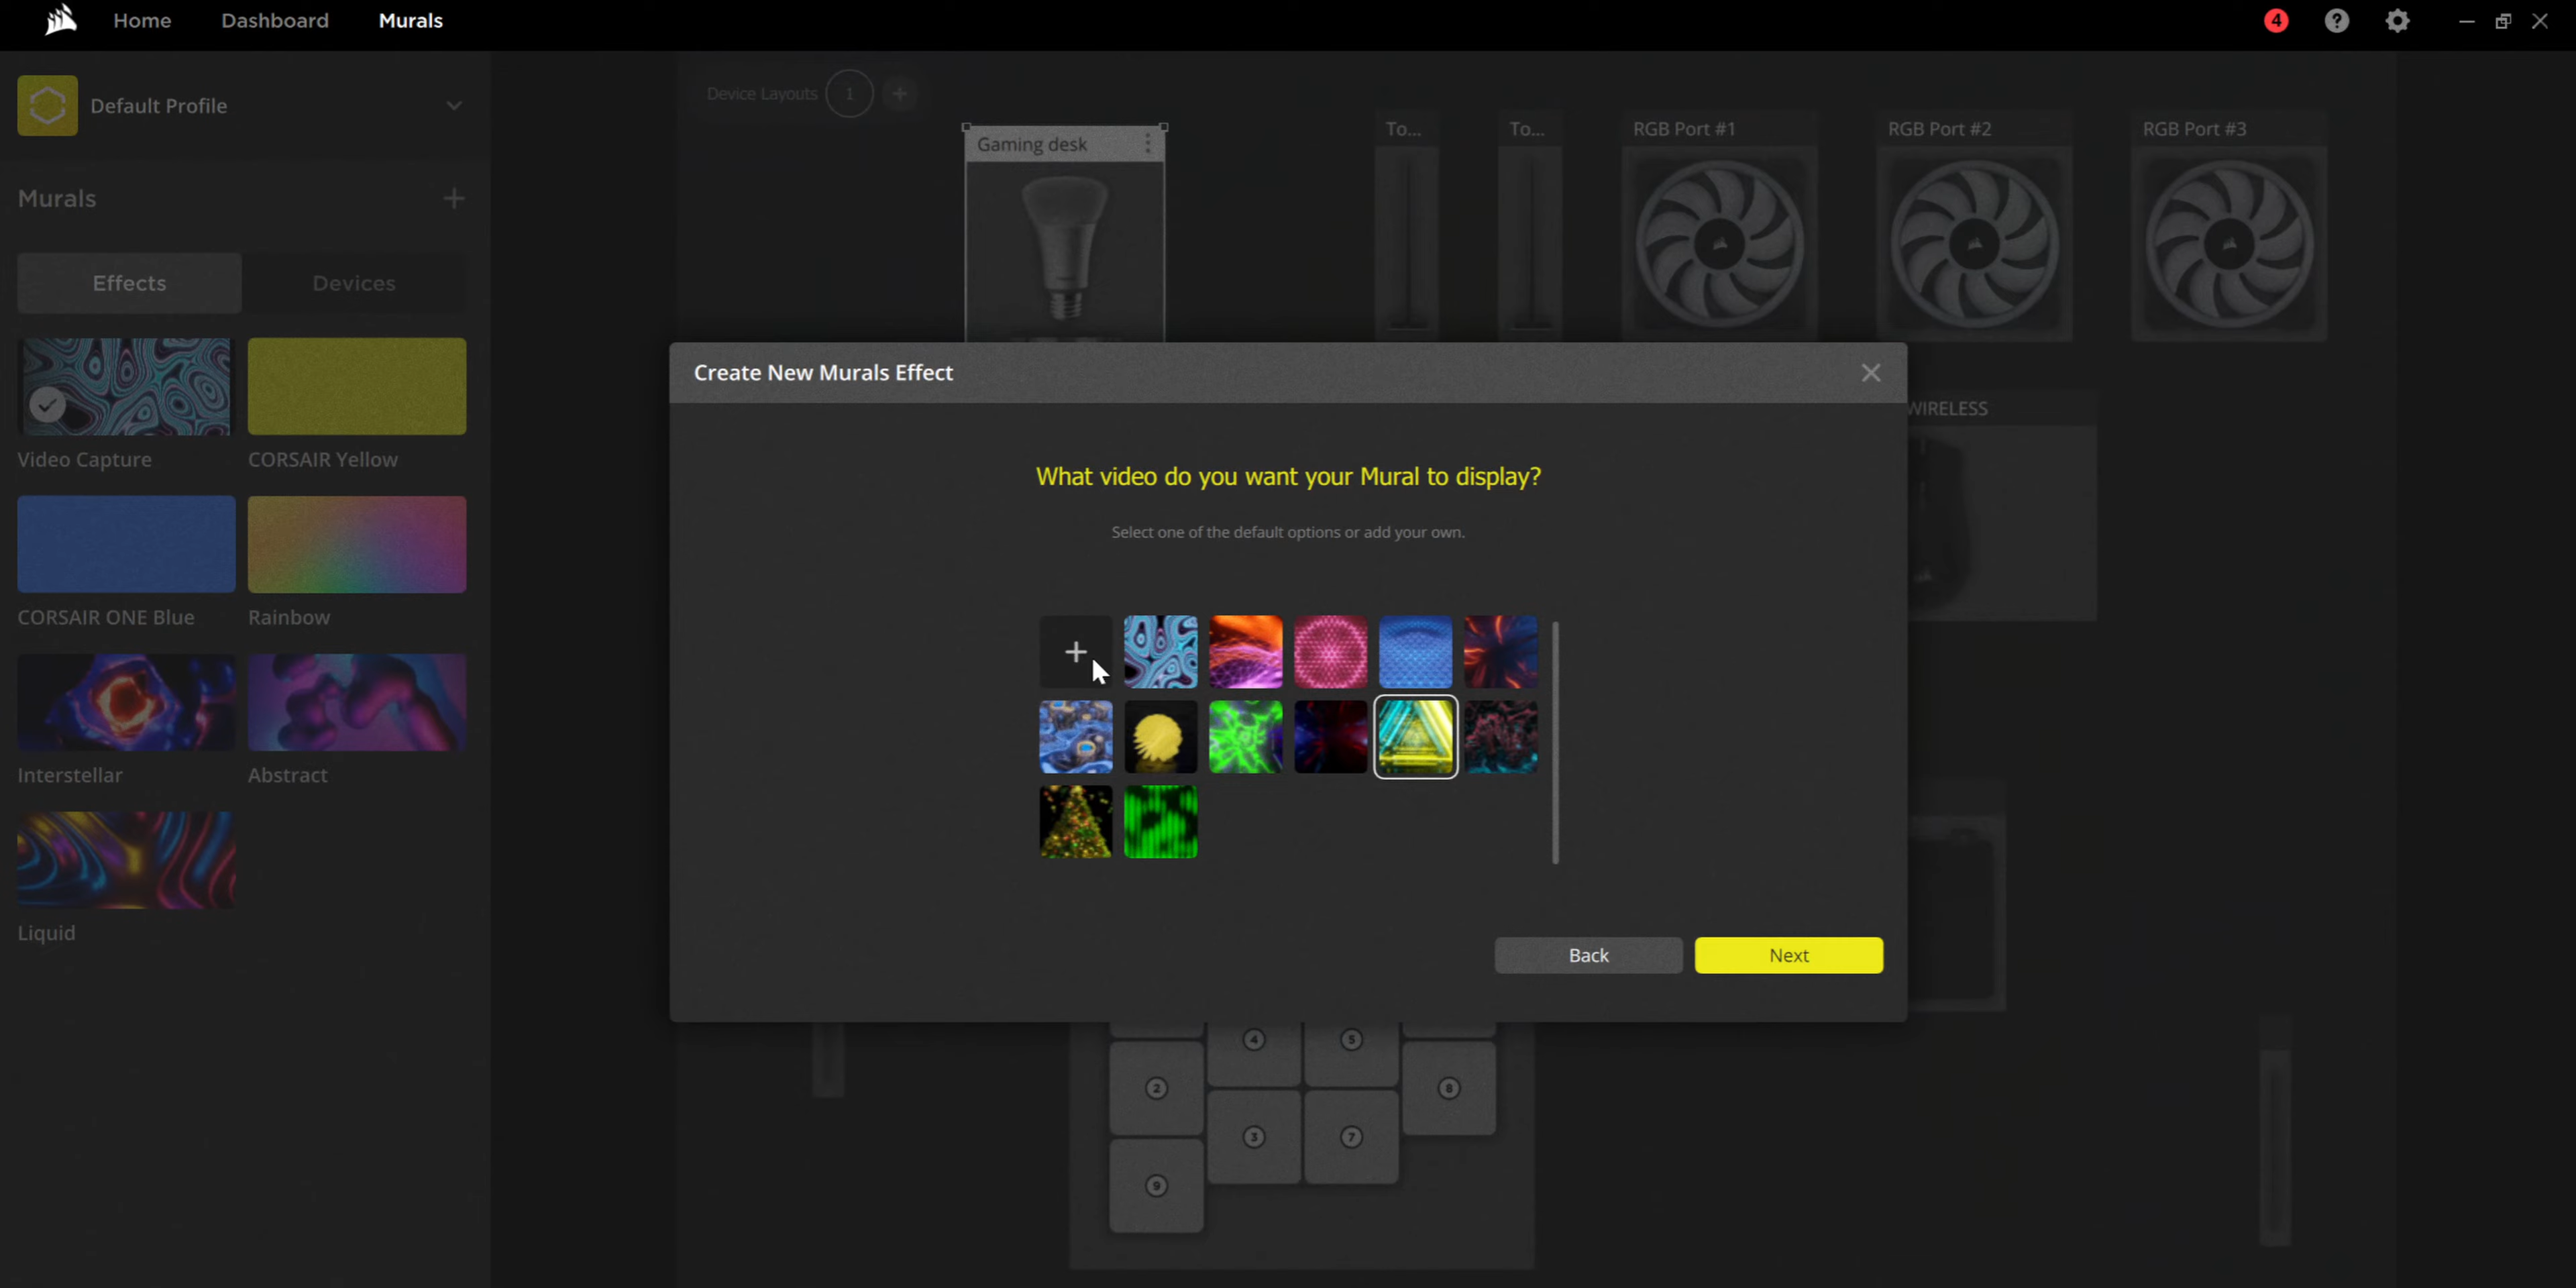 Home Dashboard Murals 4 ?
Default Profile
Device Layouts 1 +
Murals +
Effects Devices
Video Capture CORSAIR Yellow
CORSAIR ONE Blue Rainbow
Interstellar Abstract
Liquid
Gaming desk
To... To... RGB Port #1 RGB Port #2 RGB Port #3
WIRELESS
Create New Murals Effect
What video do you want your Mural to display?
Select one of the default options or add your own.
Back Next
4 5
2 8
3 7
9